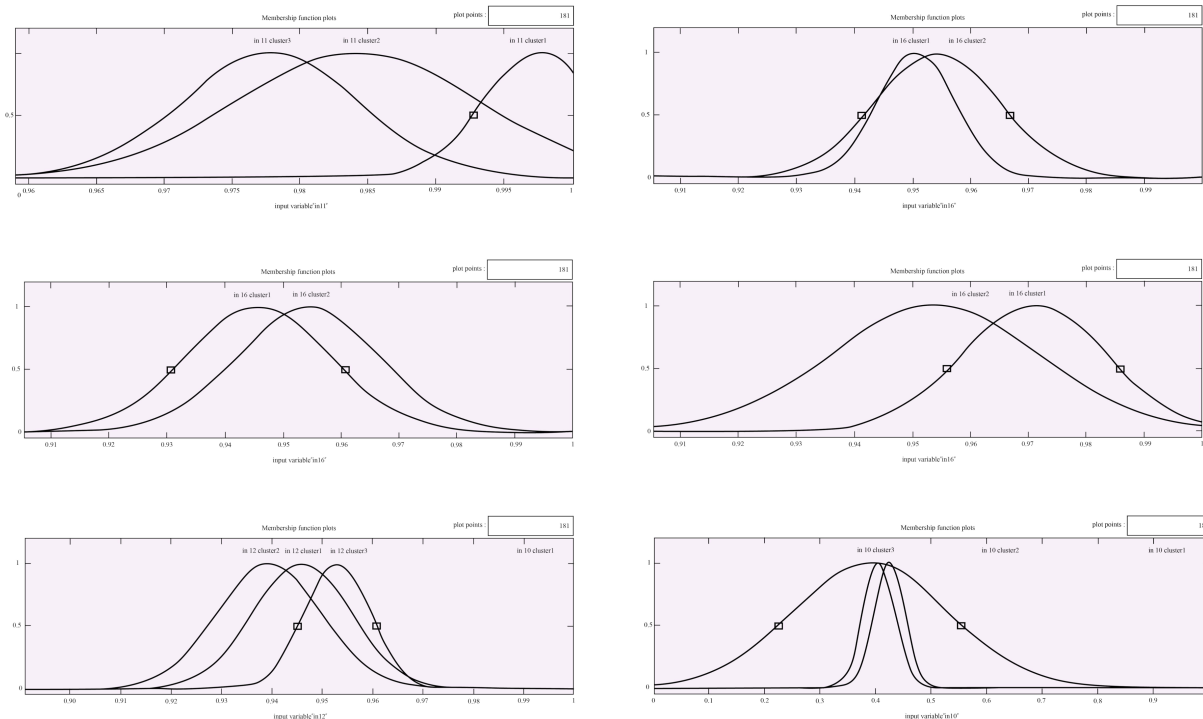 Membership function plots
plot points :
181
in 11 cluster3
in 11 cluster2
in 11 cluster1
1
0.5
0
0.96
0.965
0.97
0.975
0.98
0.985
0.99
0.995
1
input variable"in11"
Membership function plots
plot points :
181
in 16 cluster1
in 16 cluster2
1
0.5
0
0.91
0.92
0.93
0.94
0.95
0.96
0.97
0.98
0.99
input variable"in16"
Membership function plots
plot points :
181
in 16 cluster1
in 16 cluster2
1
0.5
0
0.91
0.92
0.93
0.94
0.95
0.96
0.97
0.98
0.99
1
input variable"in16"
Membership function plots
plot points :
181
in 16 cluster2
in 16 cluster1
1
0.5
0
0.91
0.92
0.93
0.94
0.95
0.96
0.97
0.98
0.99
1
input variable"in16"
Membership function plots
plot points :
181
in 12 cluster2
in 12 cluster1
in 12 cluster3
in 10 cluster1
1
0.5
0
0.90
0.91
0.92
0.93
0.94
0.95
0.96
0.97
0.98
1
input variable"in12"
Membership function plots
plot points :
18
in 10 cluster3
in 10 cluster2
in 10 cluster1
1
0.5
0
0
0.1
0.2
0.3
0.4
0.5
0.6
0.7
0.8
0.9
input variable"in10"